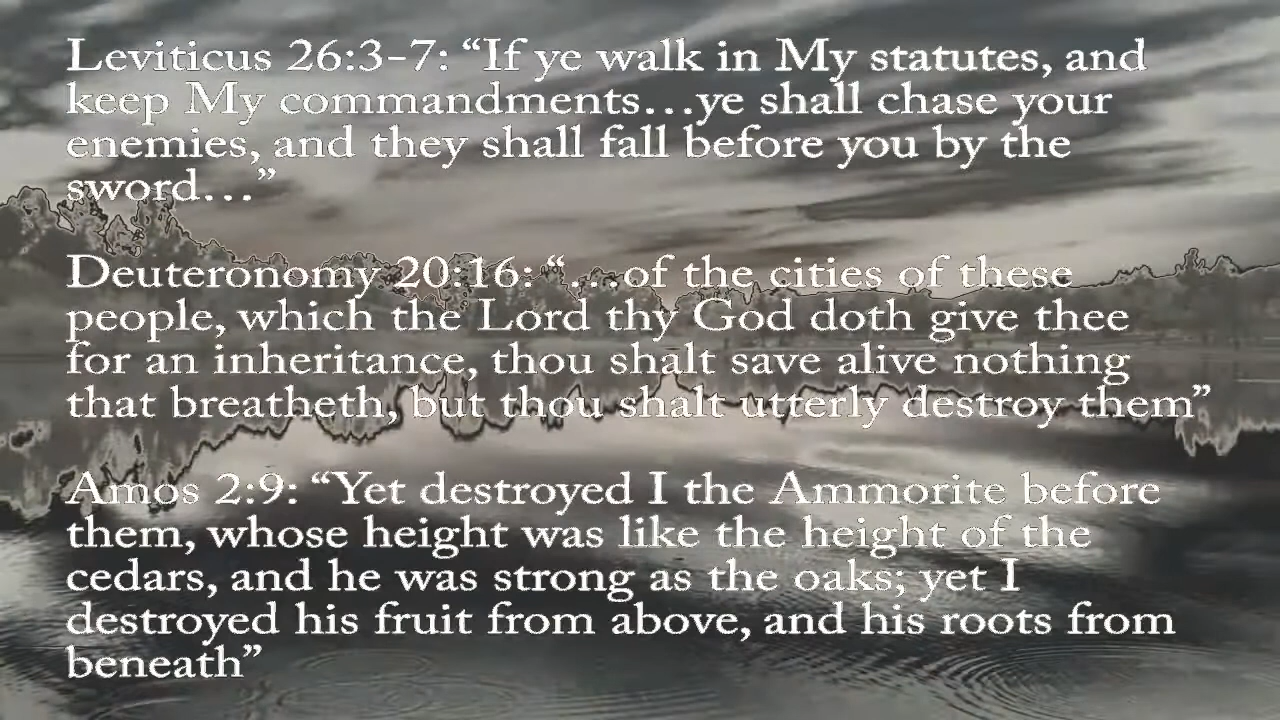 Leviticus 26:3-7: “If ye walk in My statutes, and
keep My commandments…ye shall chase your
enemies, and they shall fall before you by the
sword…”
Deuteronomy 20:16: “…of the cities of these
people, which the Lord thy God doth give thee
for an inheritance, thou shalt save alive nothing
that breatheth, but thou shalt utterly destroy them”
Amos 2:9: “Yet destroyed I the Ammorite before
them, whose height was like the height of the
cedars, and he was strong as the oaks; yet I
destroyed his fruit from above, and his roots from
beneath”